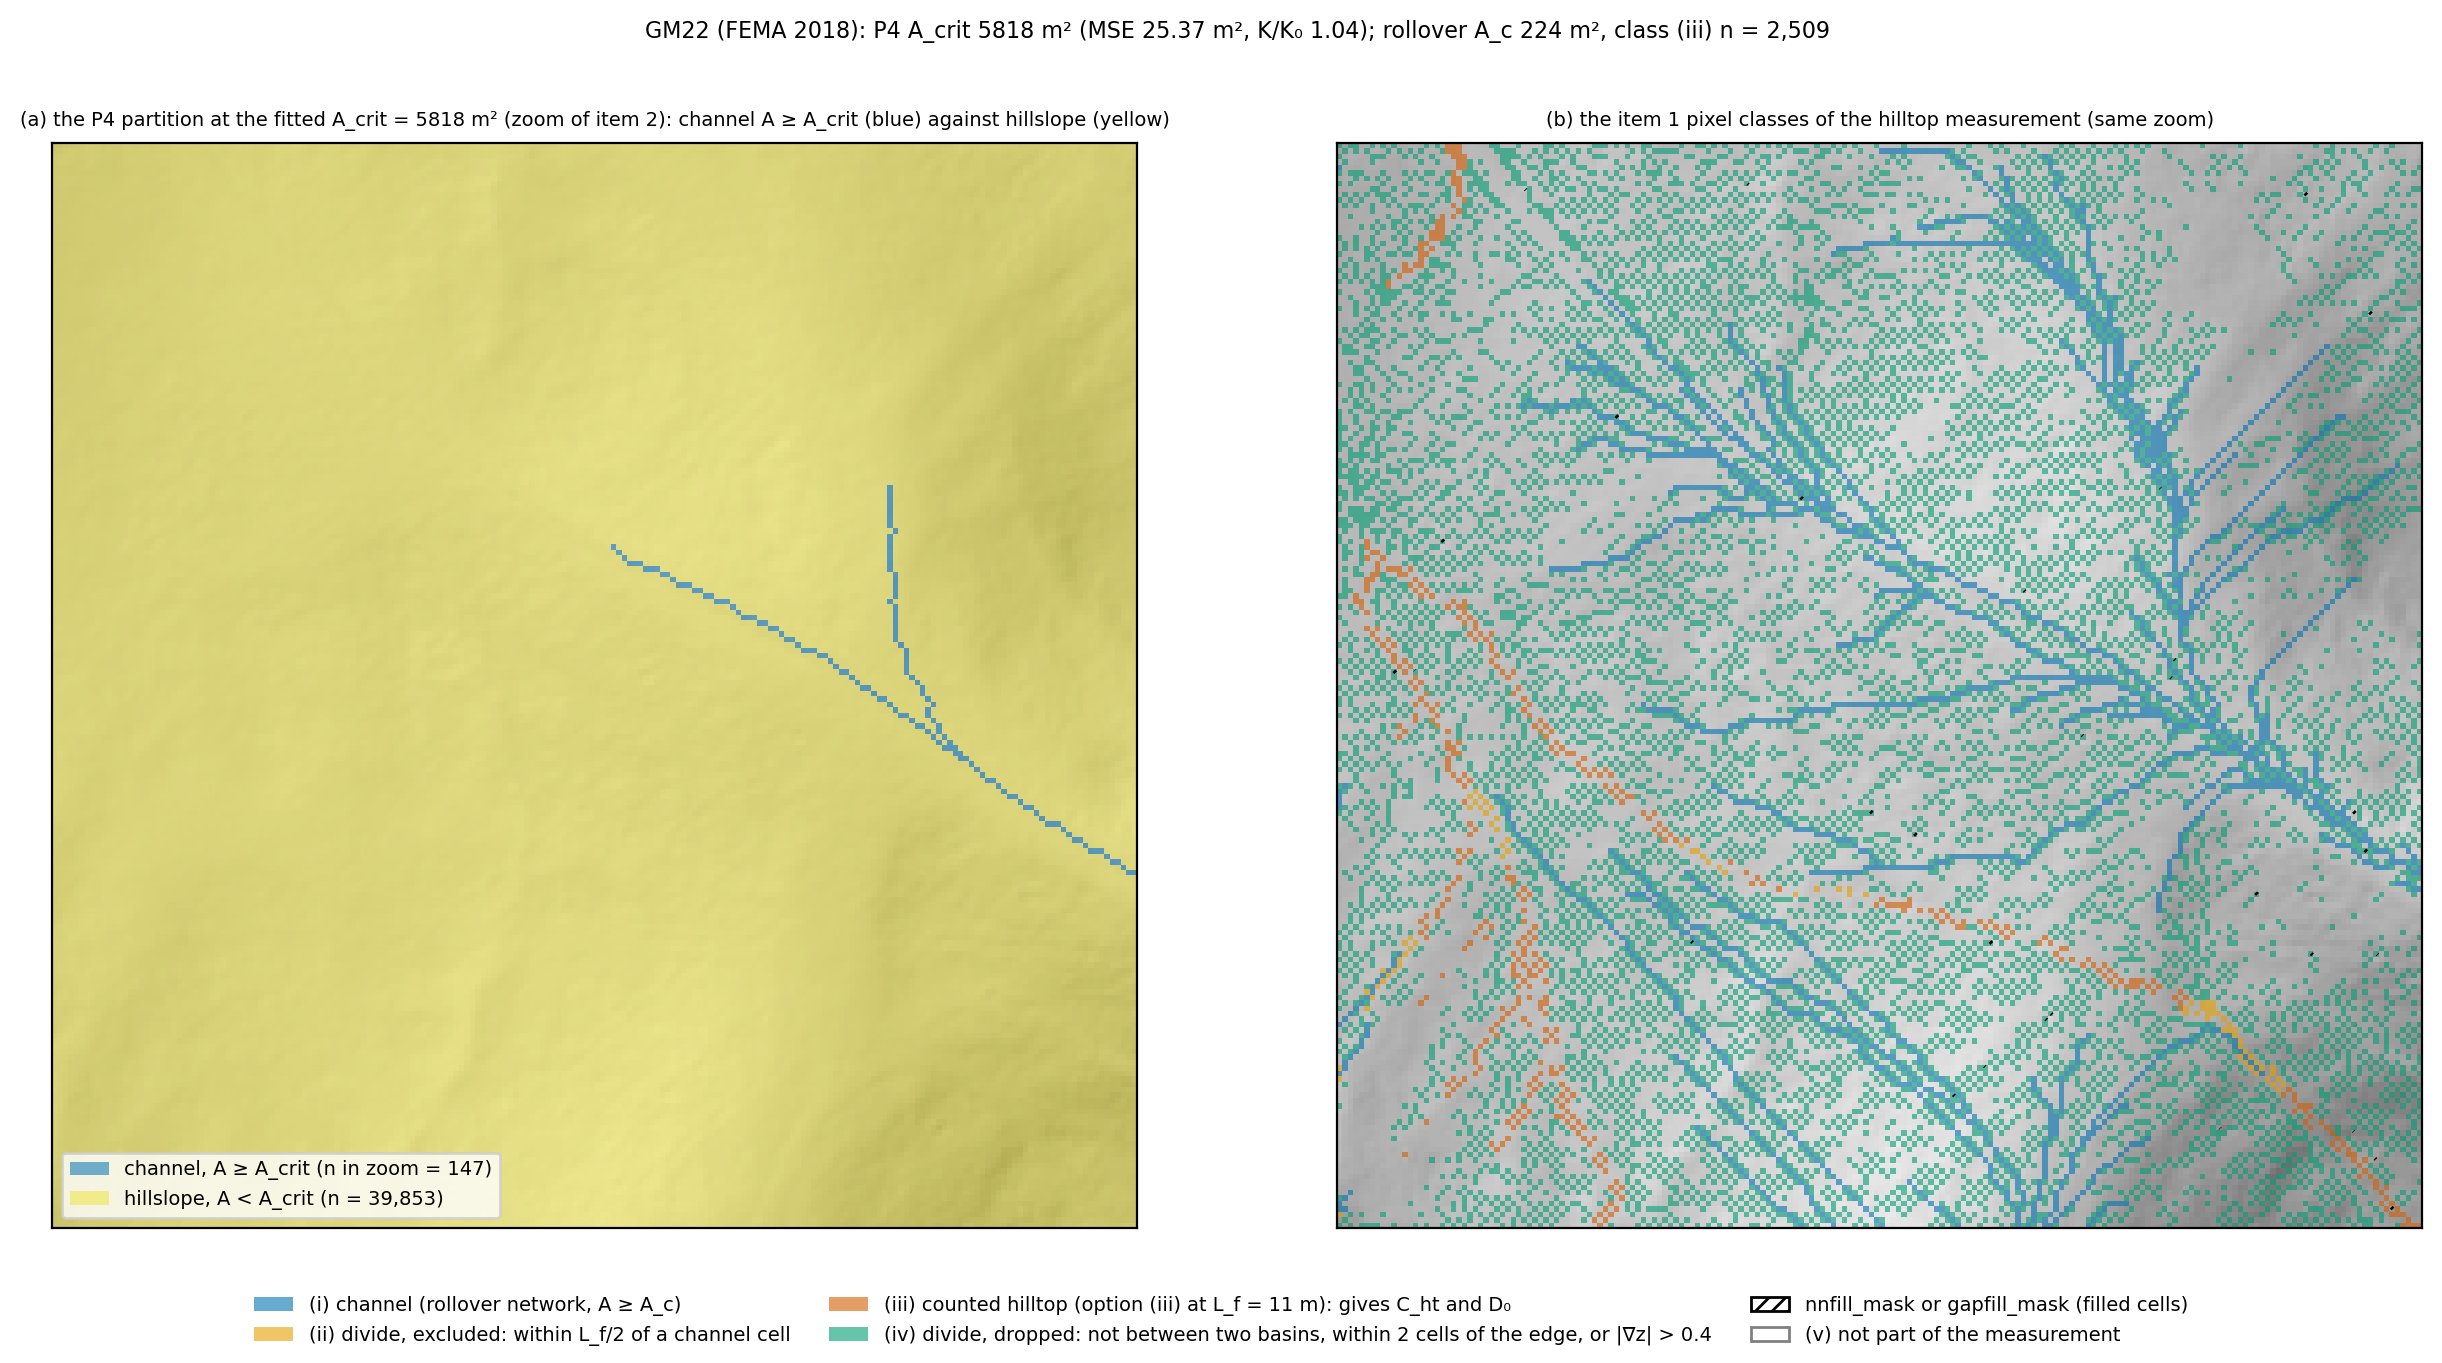 GM22 (FEMA 2018): P4 A_crit 5818 m² (MSE 25.37 m², K/K₀ 1.04); rollover A_c 224 m², class (iii) n = 2,509
(a) the P4 partition at the fitted A_crit = 5818 m² (zoom of item 2): channel A ≥ A_crit (blue) against hillslope (yellow)
(b) the item 1 pixel classes of the hilltop measurement (same zoom)
channel, A ≥ A_crit (n in zoom = 147)
hillslope, A < A_crit (n = 39,853)
(i) channel (rollover network, A ≥ A_c)
(ii) divide, excluded: within L_f/2 of a channel cell
(iii) counted hilltop (option (iii) at L_f = 11 m): gives C_ht and D₀
(iv) divide, dropped: not between two basins, within 2 cells of the edge, or |∇z| > 0.4
nnfill_mask or gapfill_mask (filled cells)
(v) not part of the measurement